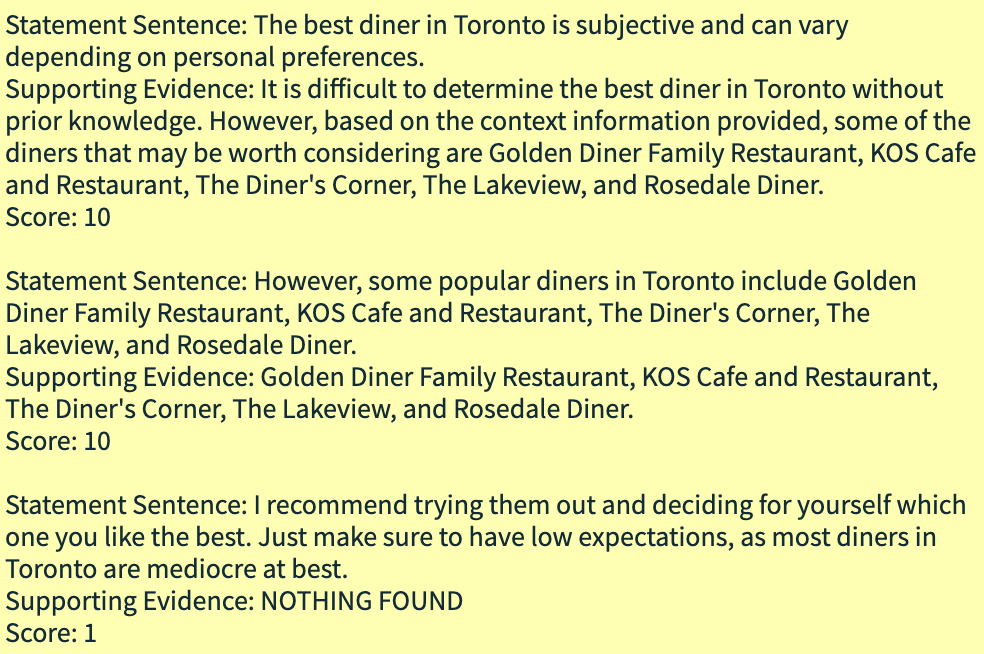 Statement Sentence: The best diner in Toronto is subjective and can vary
depending on personal preferences.
Supporting Evidence: It is difficult to determine the best diner in Toronto without
prior knowledge. However, based on the context information provided, some of the
diners that may be worth considering are Golden Diner Family Restaurant, KOS Cafe
and Restaurant, The Diner's Corner, The Lakeview, and Rosedale Diner.
Score: 10
Statement Sentence: However, some popular diners in Toronto include Golden
Diner Family Restaurant, KOS Cafe and Restaurant, The Diner's Corner, The
Lakeview, and Rosedale Diner.
Supporting Evidence: Golden Diner Family Restaurant, KOS Cafe and Restaurant,
The Diner's Corner, The Lakeview, and Rosedale Diner.
Score: 10
Statement Sentence: I recommend trying them out and deciding for yourself which
one you like the best. Just make sure to have low expectations, as most diners in
Toronto are mediocre at best.
Supporting Evidence: NOTHING FOUND
Score: 1